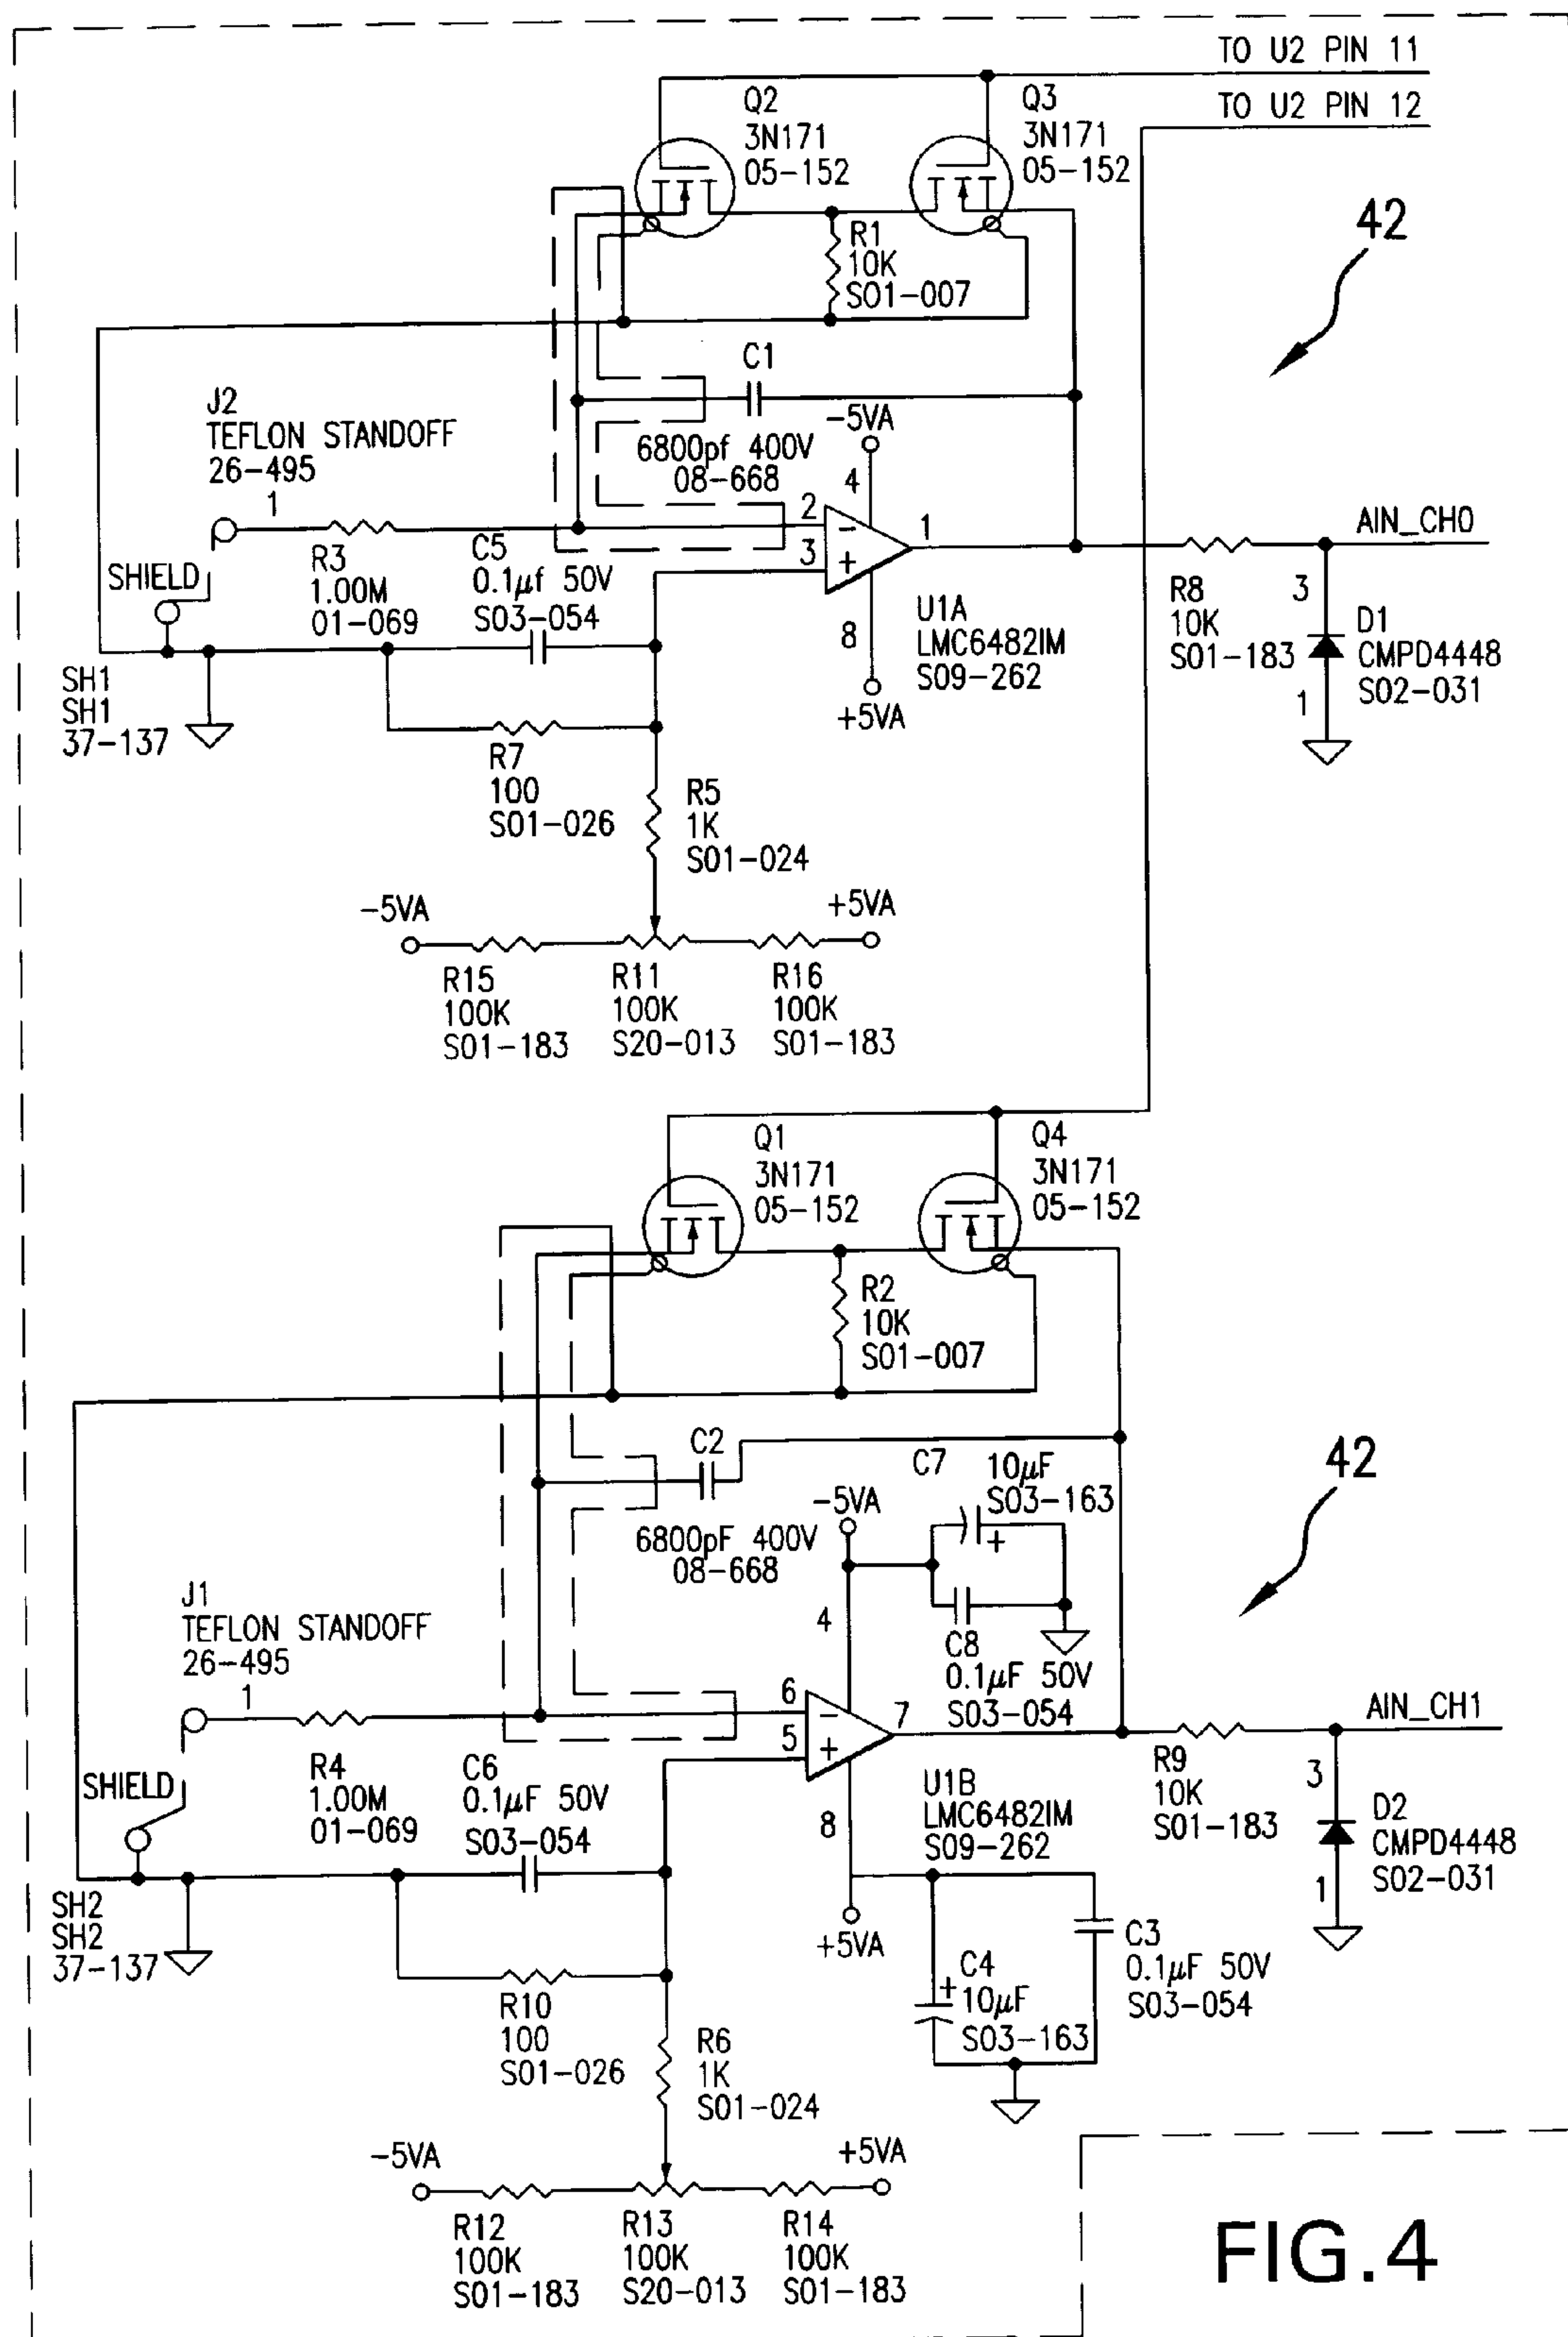 TO U2 PIN 11
TO U2 PIN 12
Q2
3N171
05-152
Q3
3N171
05-152
42
R1
10K
S01-007
C1
6800pf 400V
08-668
-5VA
4
J2
TEFLON STANDOFF
26-495
1
2
-
3
+
1
AIN_CH0
SHIELD
R3
1.00M
01-069
C5
0.1µf 50V
S03-054
8
U1A
LMC6482IM
S09-262
+5VA
R8
10K
S01-183
3
D1
CMPD4448
S02-031
1
SH1
SH1
37-137
R7
100
S01-026
R5
1K
S01-024
-5VA
+5VA
R15
100K
S01-183
R11
100K
S20-013
R16
100K
S01-183
Q1
3N171
05-152
Q4
3N171
05-152
R2
10K
S01-007
C2
6800pF 400V
08-668
C7
10µF
S03-163
+
-5VA
4
42
C8
0.1µF 50V
S03-054
J1
TEFLON STANDOFF
26-495
1
6
-
5
+
7
AIN_CH1
SHIELD
R4
1.00M
01-069
C6
0.1µF 50V
S03-054
8
U1B
LMC6482IM
S09-262
+5VA
R9
10K
S01-183
3
D2
CMPD4448
S02-031
1
SH2
SH2
37-137
C4
+
10µF
S03-163
C3
0.1µF 50V
S03-054
R10
100
S01-026
R6
1K
S01-024
-5VA
+5VA
R12
100K
S01-183
R13
100K
S20-013
R14
100K
S01-183
FIG.4